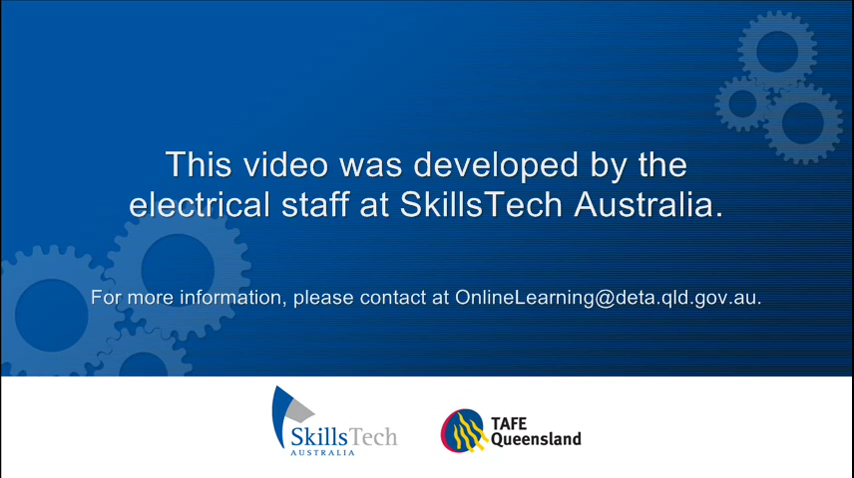 This video was developed by the
electrical staff at SkillsTech Australia.
For more information, please contact at OnlineLearning@deta.qld.gov.au.
SkillsTech
AUSTRALIA
TAFE
Queensland